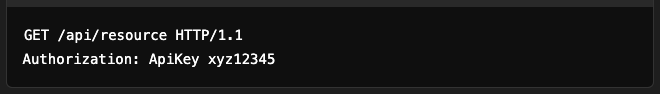 GET /api/resource HTTP/1.1
Authorization: ApiKey xyz12345